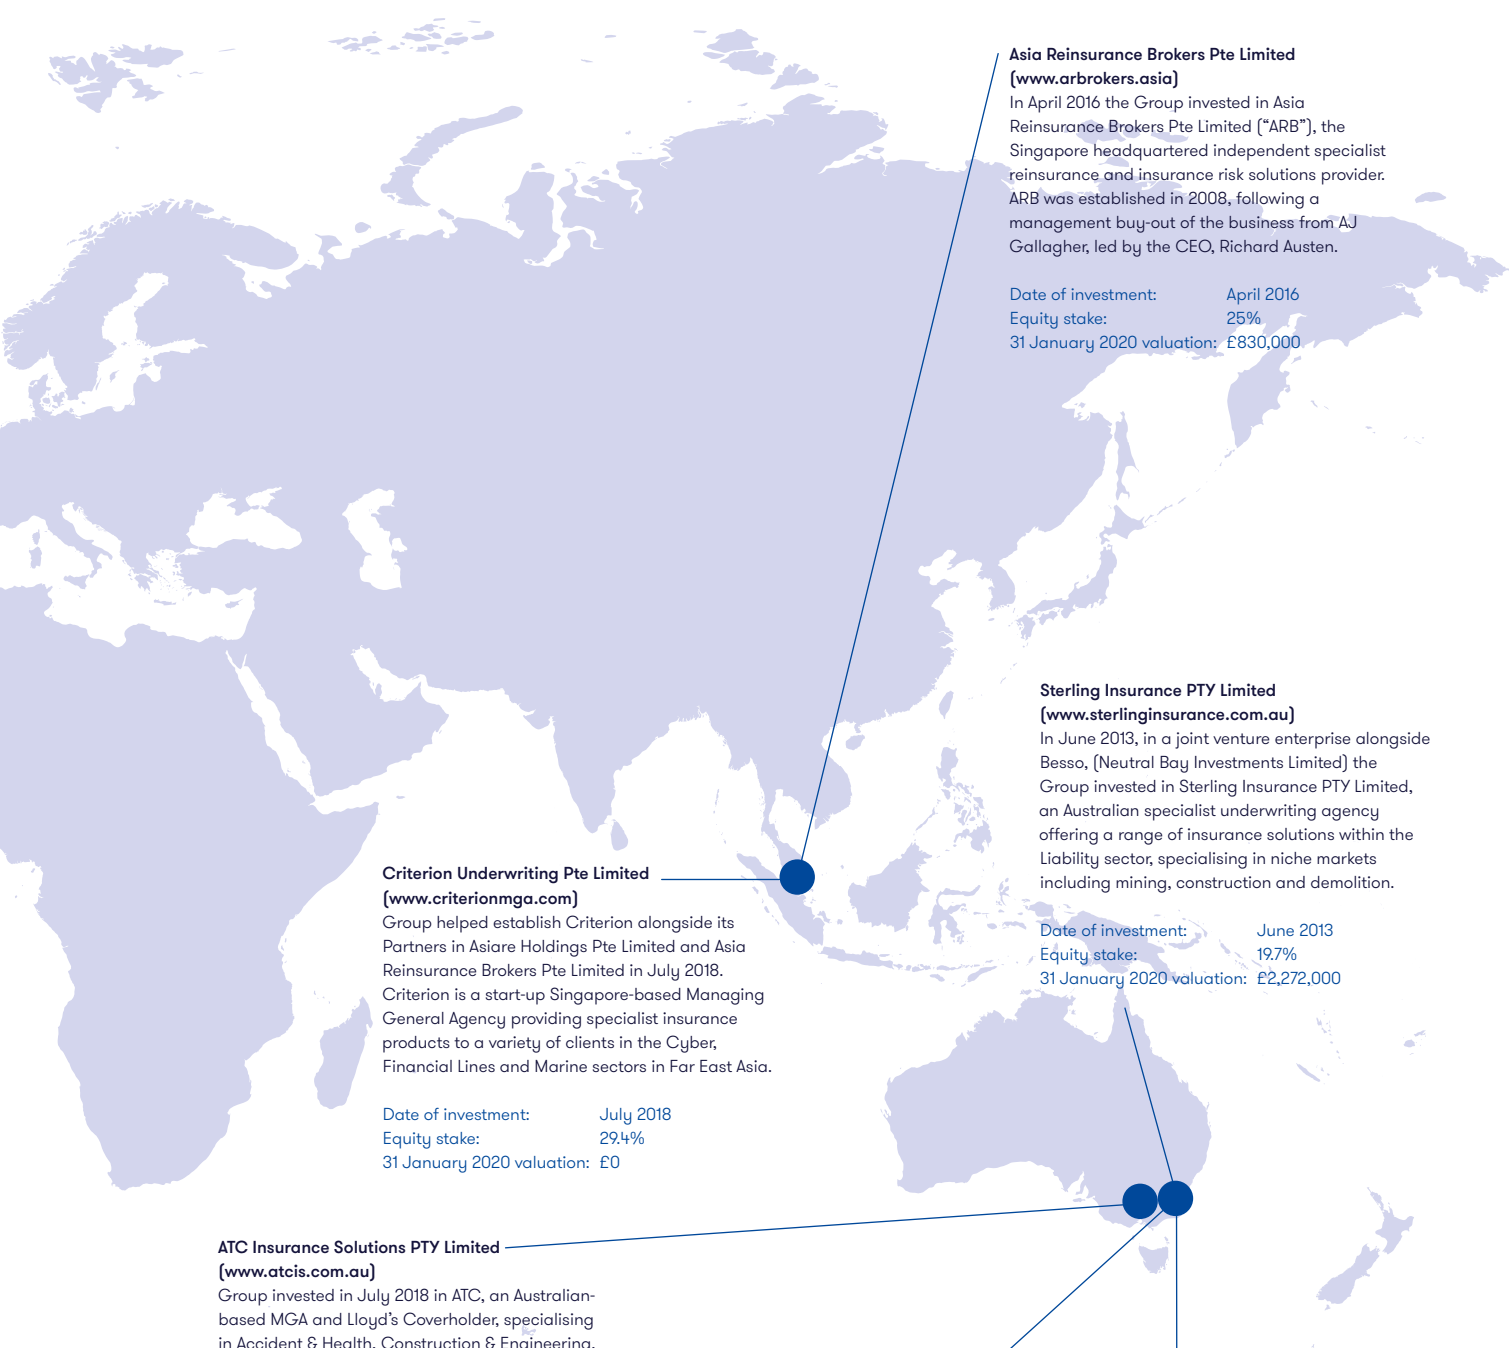 Asia Reinsurance Brokers Pte Limited
(www.arbrokers.asia)
In April 2016 the Group invested in Asia
Reinsurance Brokers Pte Limited (“ARB”), the
Singapore headquartered independent specialist
reinsurance and insurance risk solutions provider.
ARB was established in 2008, following a
management buy-out of the business from AJ
Gallagher, led by the CEO, Richard Austen.
Date of investment: April 2016
Equity stake: 25%
31 January 2020 valuation: £830,000
Sterling Insurance PTY Limited
(www.sterlinginsurance.com.au)
In June 2013, in a joint venture enterprise alongside
Besso, (Neutral Bay Investments Limited) the
Group invested in Sterling Insurance PTY Limited,
an Australian specialist underwriting agency
offering a range of insurance solutions within the
Liability sector, specialising in niche markets
including mining, construction and demolition.
Date of investment: June 2013
Equity stake: 19.7%
31 January 2020 valuation: £2,272,000
Criterion Underwriting Pte Limited
(www.criterionmga.com)
Group helped establish Criterion alongside its
Partners in Asiare Holdings Pte Limited and Asia
Reinsurance Brokers Pte Limited in July 2018.
Criterion is a start-up Singapore-based Managing
General Agency providing specialist insurance
products to a variety of clients in the Cyber,
Financial Lines and Marine sectors in Far East Asia.
Date of investment: July 2018
Equity stake: 29.4%
31 January 2020 valuation: £0
ATC Insurance Solutions PTY Limited
(www.atcis.com.au)
Group invested in July 2018 in ATC, an Australian-
based MGA and Lloyd’s Coverholder, specialising
in Accident & Health, Construction & Engineering,